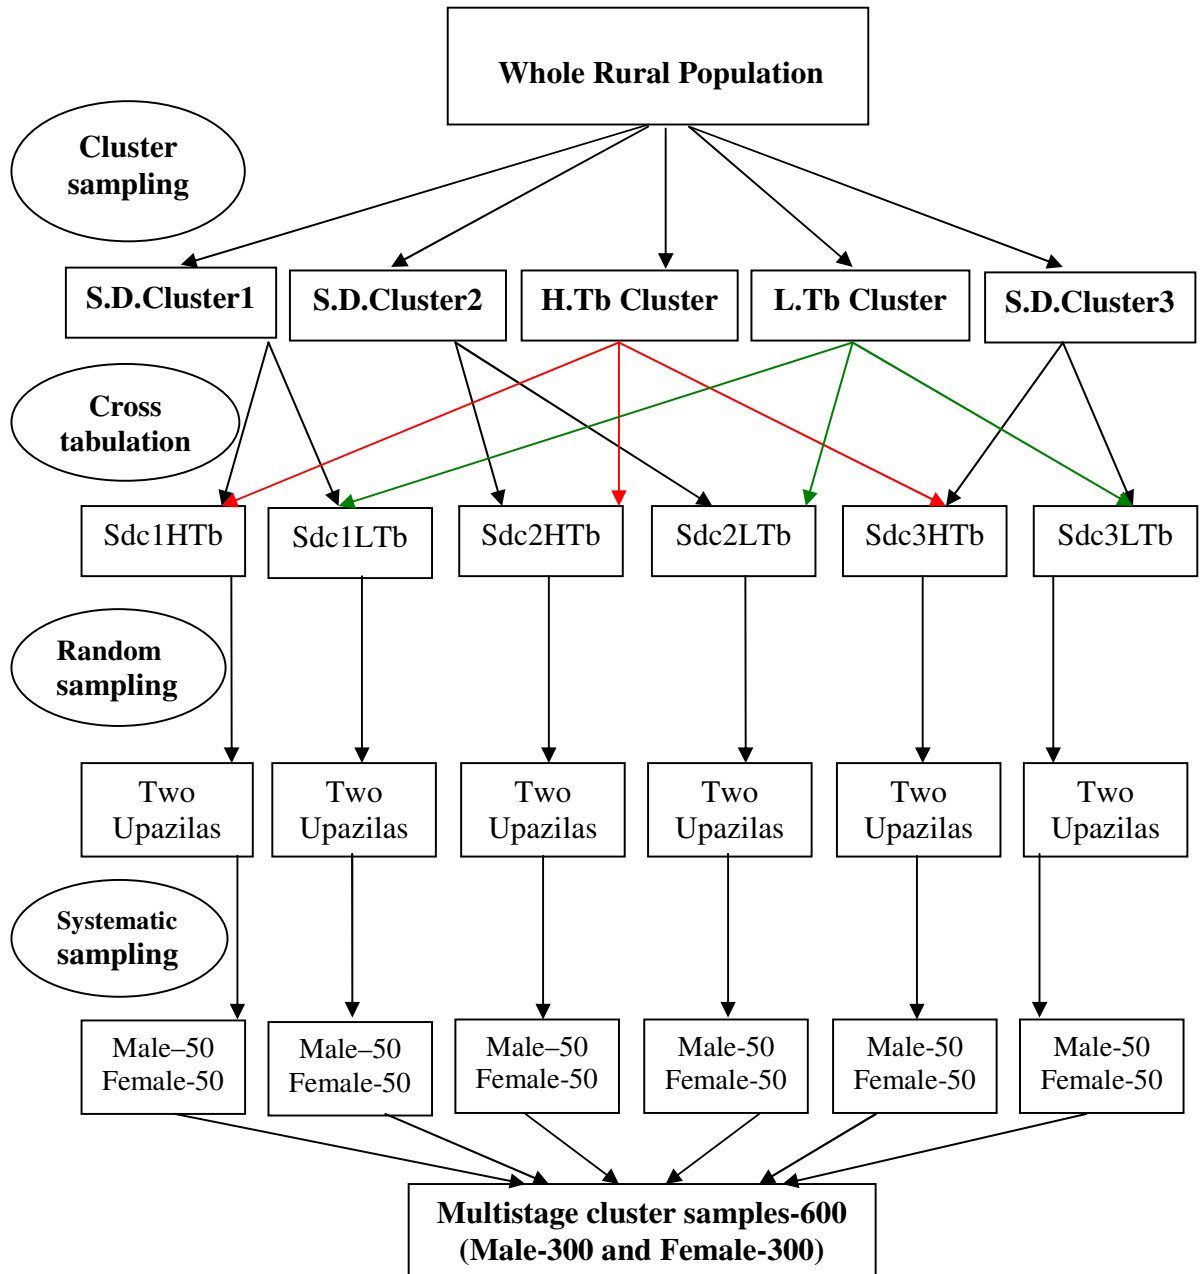 Whole Rural Population
Cluster
sampling
S.D.Cluster1
S.D.Cluster2
H.Tb Cluster
L.Tb Cluster
S.D.Cluster3
Cross
tabulation
Sdc1HTb
Sdc1LTb
Sdc2HTb
Sdc2LTb
Sdc3HTb
Sdc3LTb
Random
sampling
Two
Upazilas
Two
Upazilas
Two
Upazilas
Two
Upazilas
Two
Upazilas
Two
Upazilas
Systematic
sampling
Male–50
Female-50
Male–50
Female-50
Male–50
Female-50
Male-50
Female-50
Male-50
Female-50
Male-50
Female-50
Multistage cluster samples-600
(Male-300 and Female-300)